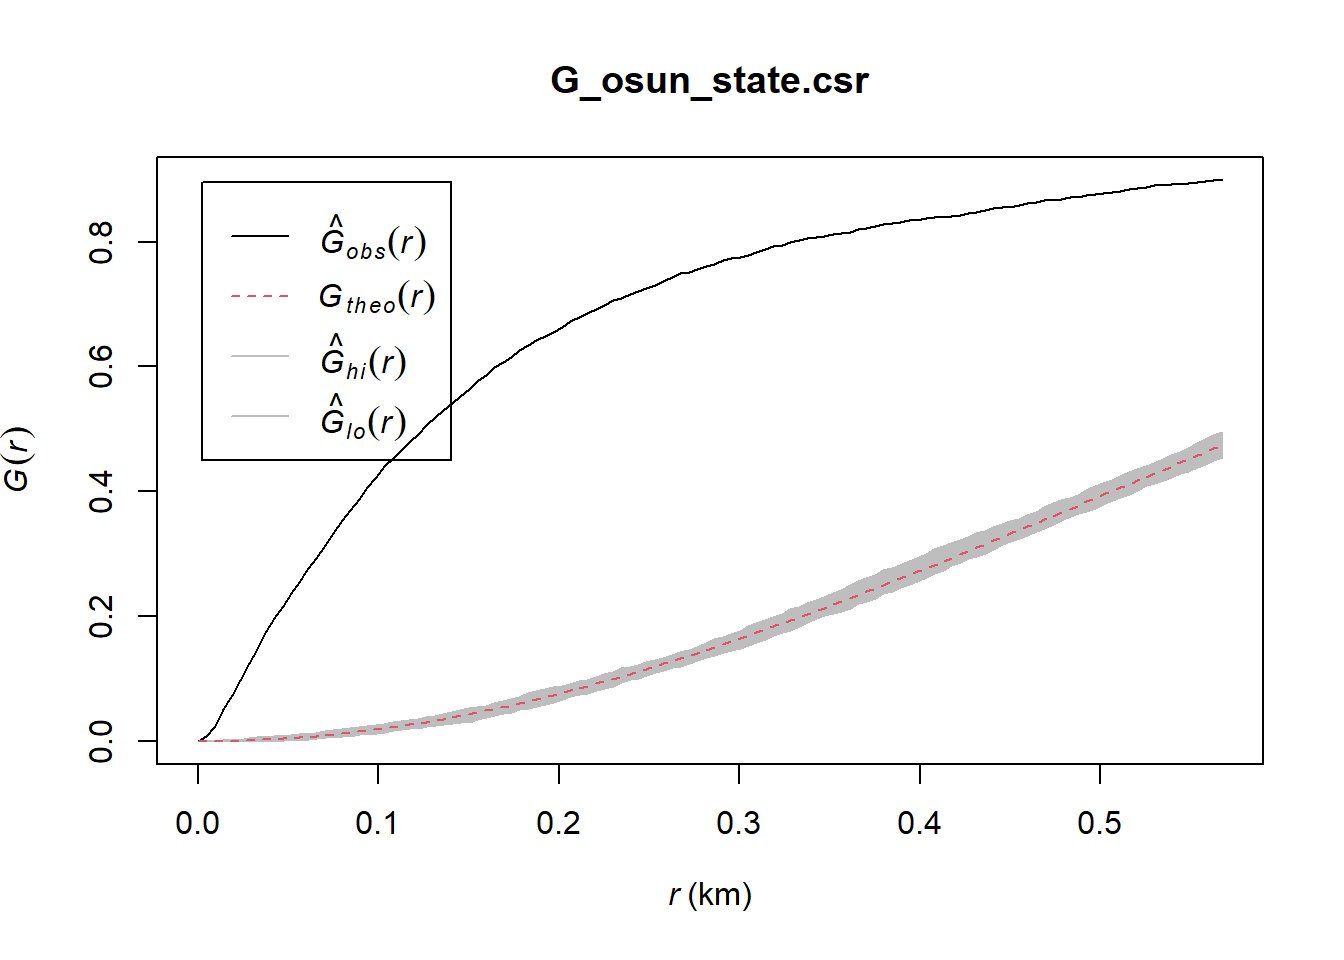 G_osun_state.csr
Ĝobs(r)
Gtheo(r)
Ĝhi(r)
Ĝlo(r)
G(r)
0.8
0.6
0.4
0.2
0.0
0.0 0.1 0.2 0.3 0.4 0.5
r (km)